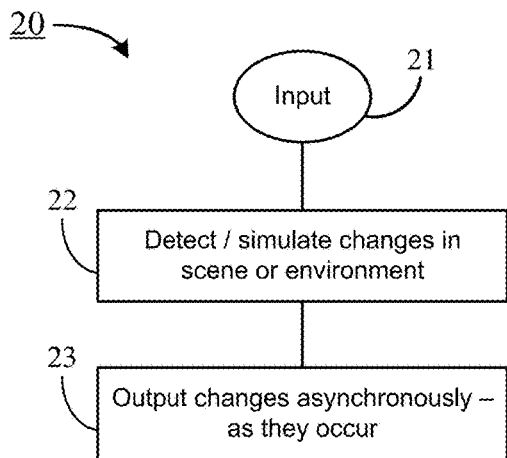 20
21
Input
22
Detect / simulate changes in
scene or environment
23
Output changes asynchronously –
as they occur